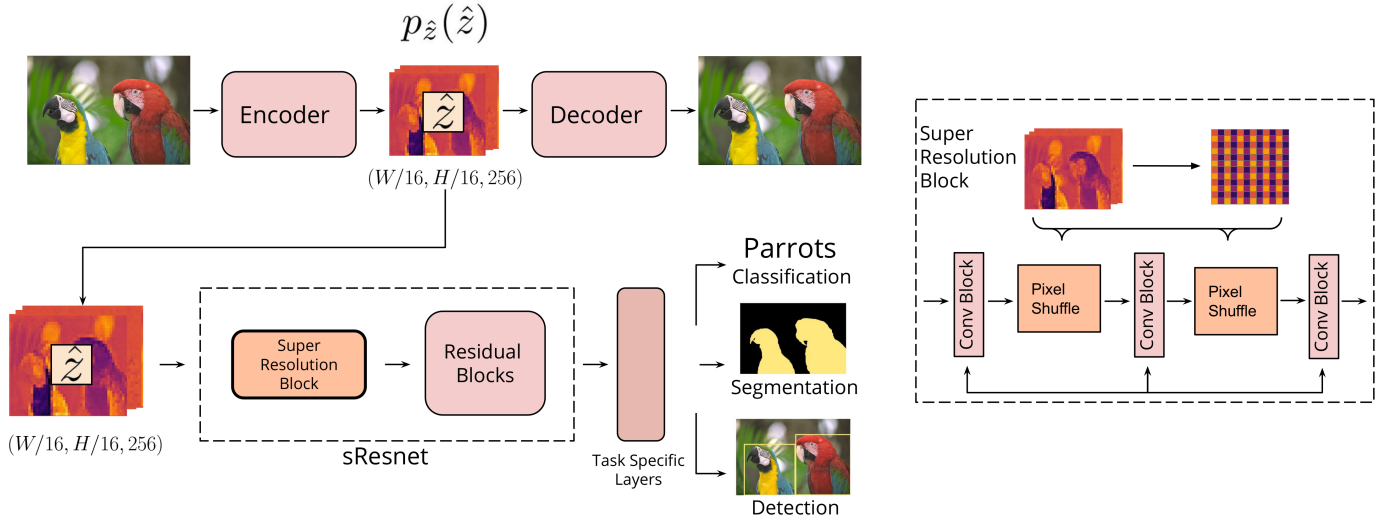 p_ẑ(ẑ)
Encoder
ẑ
Decoder
(W/16, H/16, 256)
ẑ
(W/16, H/16, 256)
Super
Resolution
Block
Residual
Blocks
sResnet
Task Specific
Layers
Parrots
Classification
Segmentation
Detection
Super
Resolution
Block
Conv Block
Pixel
Shuffle
Conv Block
Pixel
Shuffle
Conv Block